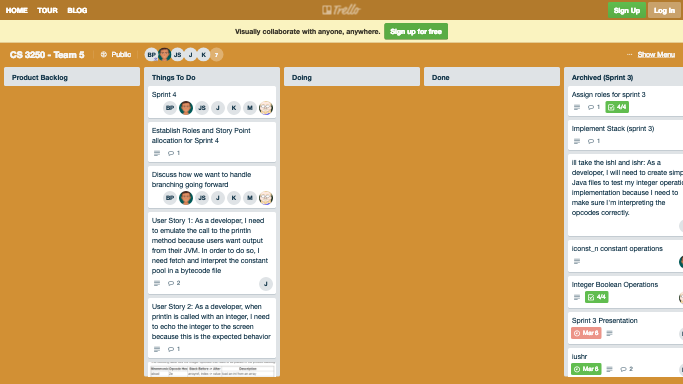 HOME TOUR BLOG Trello Sign Up Log In
Visually collaborate with anyone, anywhere. Sign up for free
CS 3250 - Team 5 Public BP JS J K 7 ··· Show Menu
Product Backlog
Things To Do
Sprint 4
BP JS J K M
Establish Roles and Story Point
allocation for Sprint 4
1
Discuss how we want to handle
branching going forward
BP JS J K M
User Story 1: As a developer, I need
to emulate the call to the println
method because users want output
from their JVM. In order to do so, I
need fetch and interpret the constant
pool in a bytecode file
2 J
User Story 2: As a developer, when
println is called with an integer, I need
to echo the integer to the screen
because this is the expected behavior
1
Doing
Done
Archived (Sprint 3)
Assign roles for sprint 3
1 4/4
Implement Stack (sprint 3)
1
ill take the ishl and ishr: As a
developer, I will need to create simp
Java files to test my integer operatic
implementation because I need to
make sure I'm interpreting the
opcodes correctly.
iconst_n constant operations
Integer Boolean Operations
4/4
Sprint 3 Presentation
Mar 6
iushr
Mar 6 2